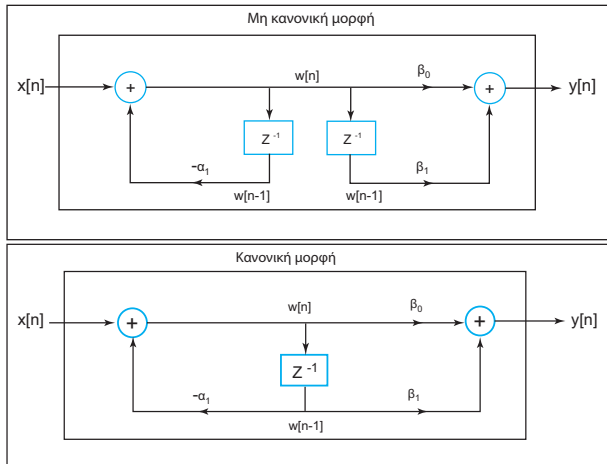 Μη κανονική μορφή
w[n] β₀
x[n] + + y[n]
Z⁻¹ Z⁻¹
-α₁ β₁
w[n-1] w[n-1]
Κανονική μορφή
w[n] β₀
x[n] + + y[n]
Z⁻¹
-α₁ β₁
w[n-1]